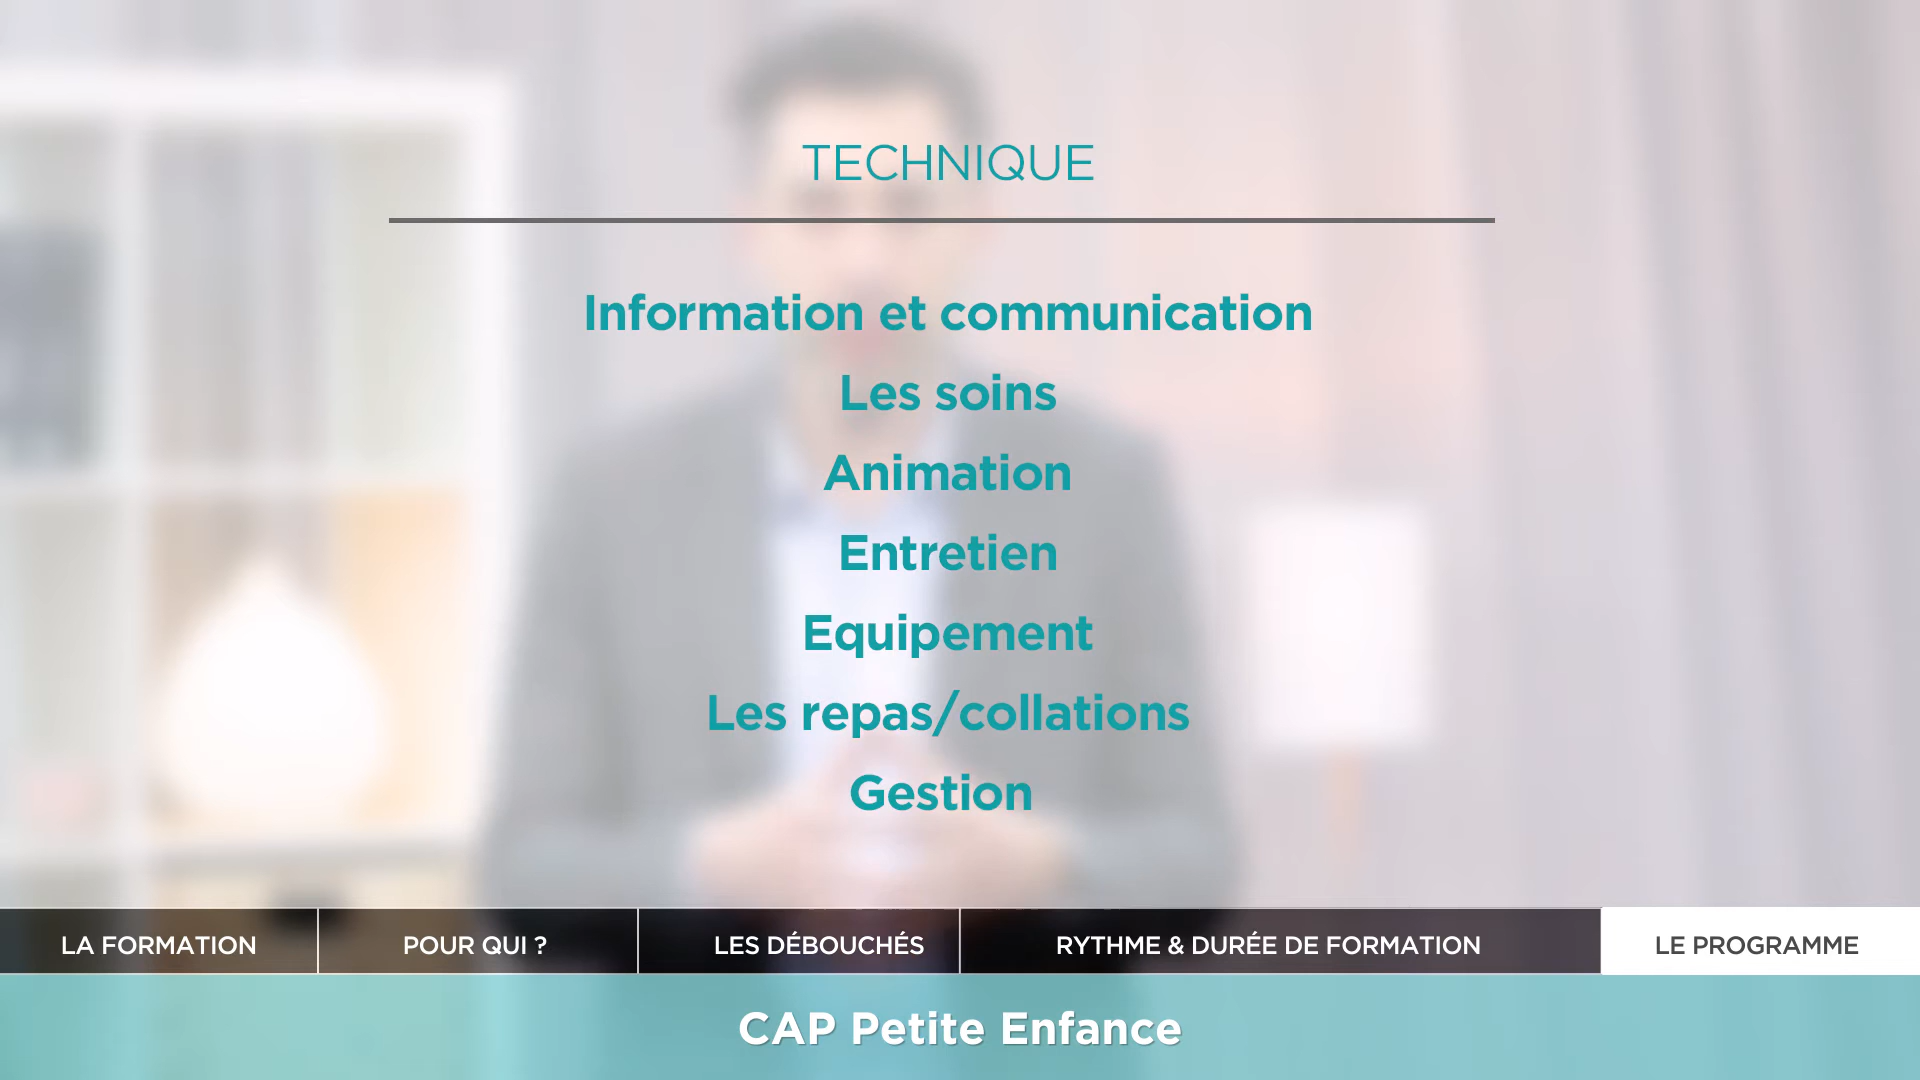 TECHNIQUE
Information et communication
Les soins
Animation
Entretien
Equipement
Les repas/collations
Gestion
LA FORMATION
POUR QUI ?
LES DÉBOUCHÉS
RYTHME & DURÉE DE FORMATION
LE PROGRAMME
CAP Petite Enfance